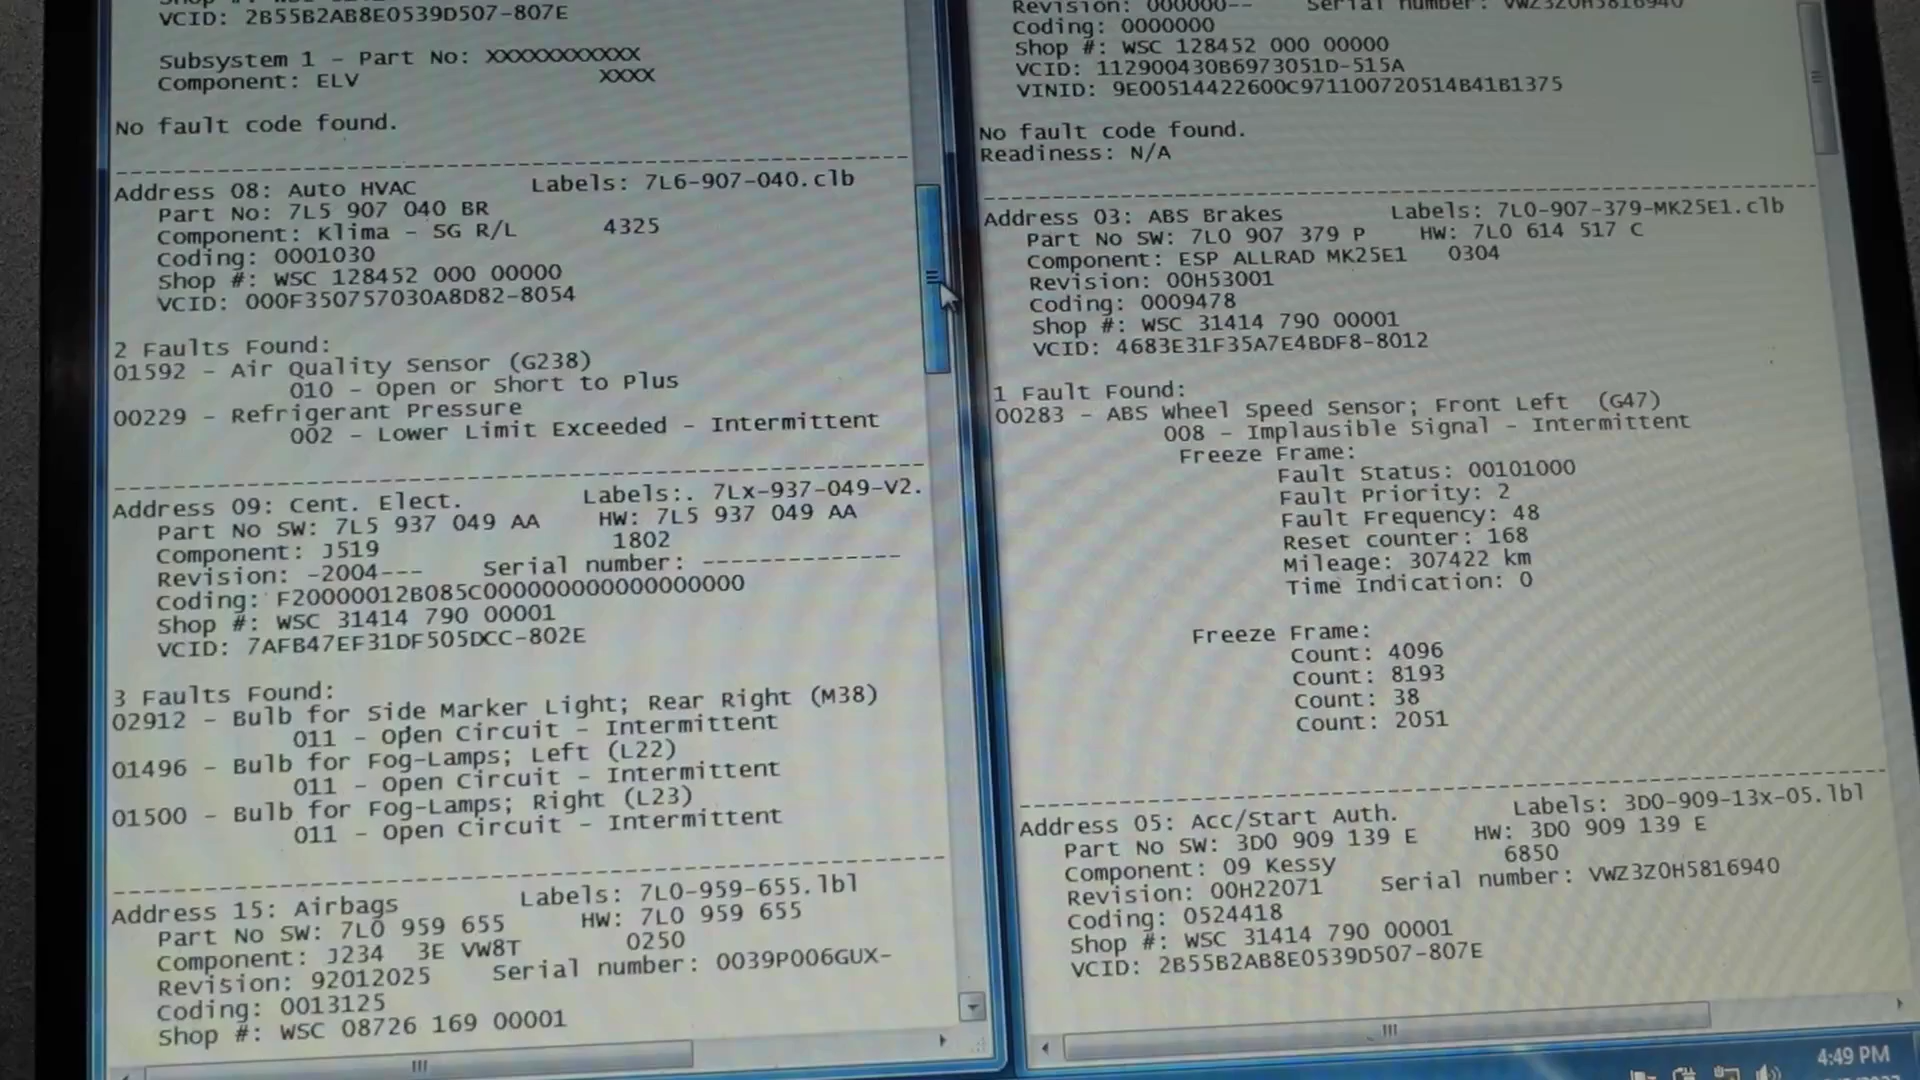 VCID: 2B55B2AB8E0539D507-807E
Subsystem 1 - Part No: XXXXXXXXXXX
Component: ELV XXXX
No fault code found.
Address 08: Auto HVAC Labels: 7L6-907-040.clb
Part No: 7L5 907 040 BR
Component: Klima - SG R/L 4325
Coding: 0001030
Shop #: WSC 128452 000 00000
VCID: 000F350757030A8D82-8054
2 Faults Found:
01592 - Air Quality Sensor (G238)
010 - Open or Short to Plus
00229 - Refrigerant Pressure
002 - Lower Limit Exceeded - Intermittent
Address 09: Cent. Elect. Labels:. 7Lx-937-049-V2.
Part No SW: 7L5 937 049 AA HW: 7L5 937 049 AA
Component: J519 1802
Revision: -2004--- Serial number: --------------
Coding: F20000012B085C0000000000000000000
Shop #: WSC 31414 790 00001
VCID: 7AFB47EF31DF505DCC-802E
3 Faults Found:
02912 - Bulb for Side Marker Light; Rear Right (M38)
011 - Open Circuit - Intermittent
01496 - Bulb for Fog-Lamps; Left (L22)
011 - Open Circuit - Intermittent
01500 - Bulb for Fog-Lamps; Right (L23)
011 - Open Circuit - Intermittent
Address 15: Airbags Labels: 7L0-959-655.lbl
Part No SW: 7L0 959 655 HW: 7L0 959 655
Component: J234 3E VW8T 0250
Revision: 92012025 Serial number: 0039P006GUX-
Coding: 0013125
Shop #: WSC 08726 169 00001
Revision: 000000-- Serial number: VWZ3Z0H5816940
Coding: 0000000
Shop #: WSC 128452 000 00000
VCID: 112900430B6973051D-515A
VINID: 9E00514422600C971100720514B41B1375
No fault code found.
Readiness: N/A
Address 03: ABS Brakes Labels: 7L0-907-379-MK25E1.clb
Part No SW: 7L0 907 379 P HW: 7L0 614 517 C
Component: ESP ALLRAD MK25E1 0304
Revision: 00H53001
Coding: 0009478
Shop #: WSC 31414 790 00001
VCID: 4683E31F35A7E4BDF8-8012
1 Fault Found:
00283 - ABS Wheel Speed Sensor; Front Left (G47)
008 - Implausible Signal - Intermittent
Freeze Frame:
Fault Status: 00101000
Fault Priority: 2
Fault Frequency: 48
Reset counter: 168
Mileage: 307422 km
Time Indication: 0
Freeze Frame:
Count: 4096
Count: 8193
Count: 38
Count: 2051
Address 05: Acc/Start Auth. Labels: 3D0-909-13x-05.lbl
Part No SW: 3D0 909 139 E HW: 3D0 909 139 E
Component: 09 Kessy 6850
Revision: 00H22071 Serial number: VWZ3Z0H5816940
Coding: 0524418
Shop #: WSC 31414 790 00001
VCID: 2B55B2AB8E0539D507-807E
4:49 PM